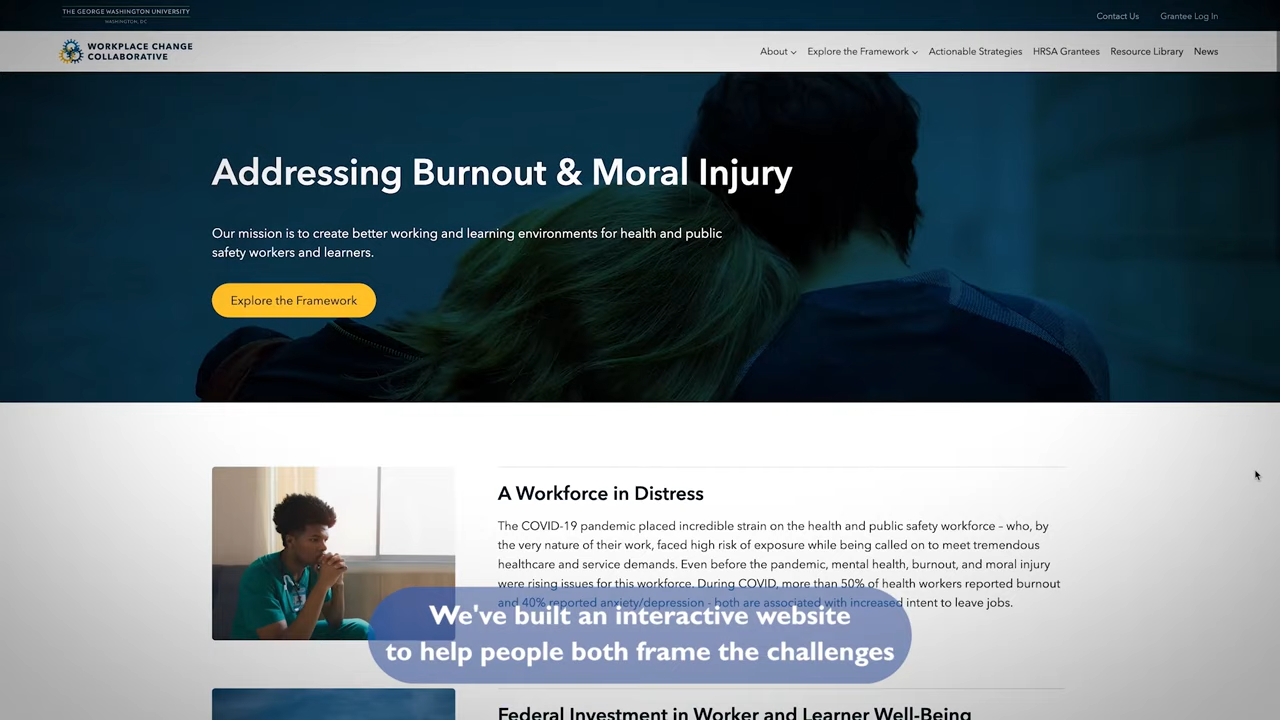 THE GEORGE WASHINGTON UNIVERSITY
WASHINGTON, DC
Contact Us Grantee Log In
WORKPLACE CHANGE
COLLABORATIVE
About Explore the Framework Actionable Strategies HRSA Grantees Resource Library News
Addressing Burnout & Moral Injury
Our mission is to create better working and learning environments for health and public
safety workers and learners.
Explore the Framework
A Workforce in Distress
The COVID-19 pandemic placed incredible strain on the health and public safety workforce – who, by
the very nature of their work, faced high risk of exposure while being called on to meet tremendous
healthcare and service demands. Even before the pandemic, mental health, burnout, and moral injury
were rising issues for this workforce. During COVID, more than 50% of health workers reported burnout
and 40% reported anxiety/depression - both are associated with increased intent to leave jobs.
We've built an interactive website
to help people both frame the challenges
Federal Investment in Worker and Learner Well-Being